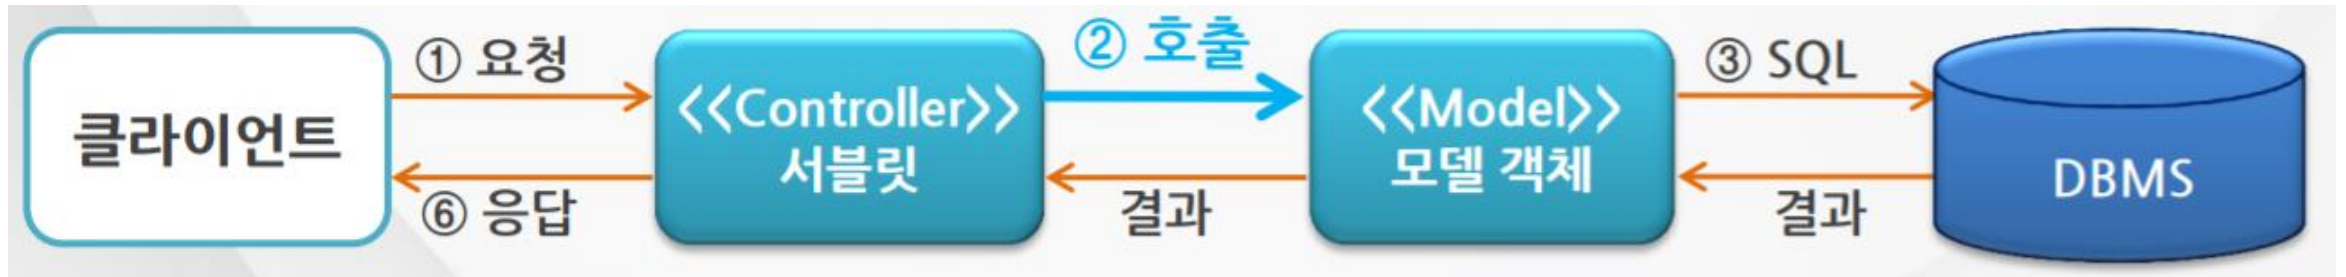 클라이언트
① 요청
⑥ 응답
<<Controller>>
서블릿
② 호출
결과
<<Model>>
모델 객체
③ SQL
결과
DBMS